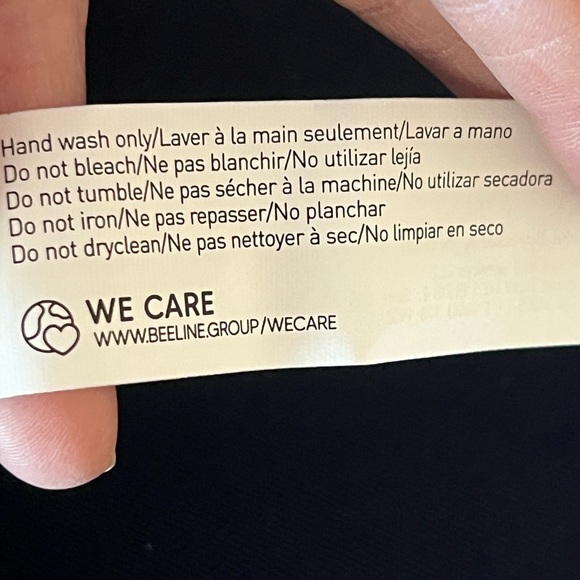 Hand wash only/Laver à la main seulement/Lavar a mano
Do not bleach/Ne pas blanchir/No utilizar lejía
Do not tumble/Ne pas sécher à la machine/No utilizar secadora
Do not iron/Ne pas repasser/No planchar
Do not dryclean/Ne pas nettoyer à sec/No limpiar en seco
WE CARE
WWW.BEELINE.GROUP/WECARE